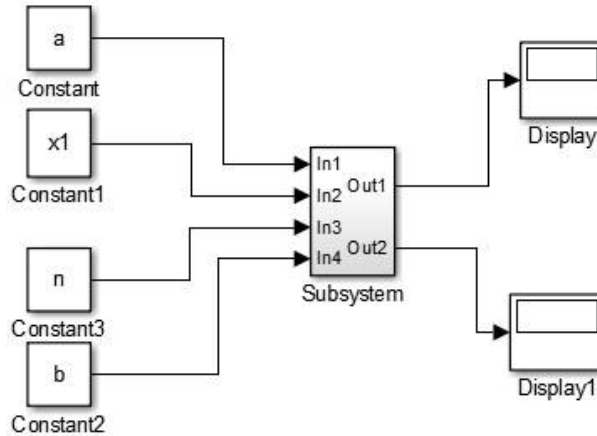 a
Constant
x1
Constant1
n
Constant3
b
Constant2
In1
In2
In3
In4
Out1
Out2
Subsystem
Display
Display1